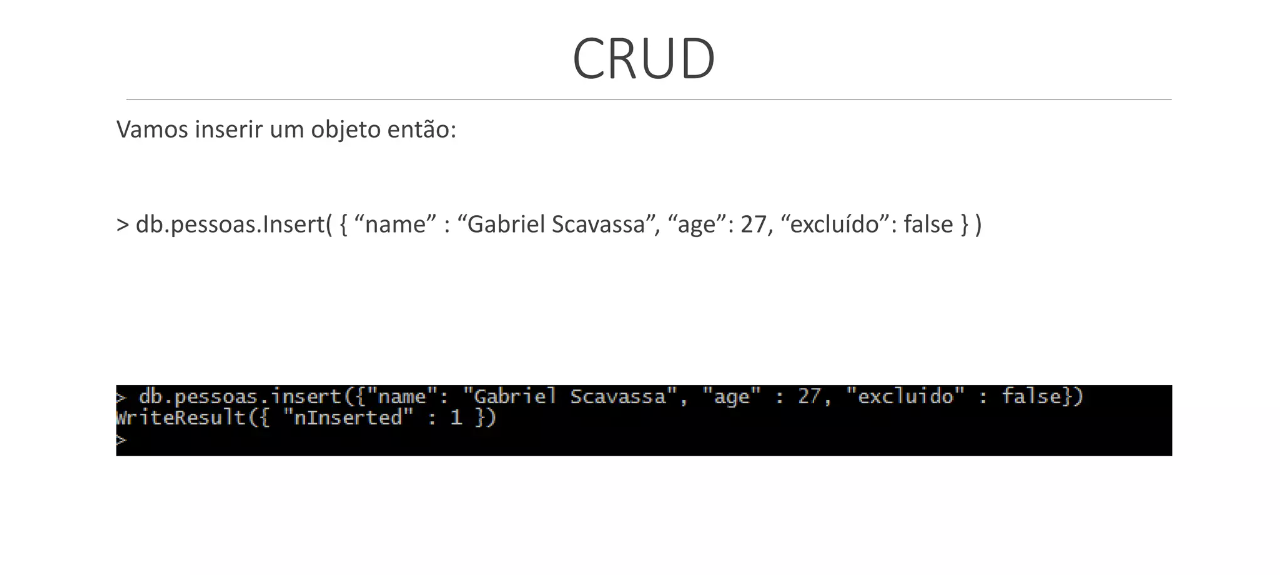 CRUD
Vamos inserir um objeto então:
> db.pessoas.Insert( { “name” : “Gabriel Scavassa”, “age”: 27, “excluído”: false } )
> db.pessoas.insert({"name": "Gabriel Scavassa", "age" : 27, "excluido" : false})
WriteResult({ "nInserted" : 1 })
>